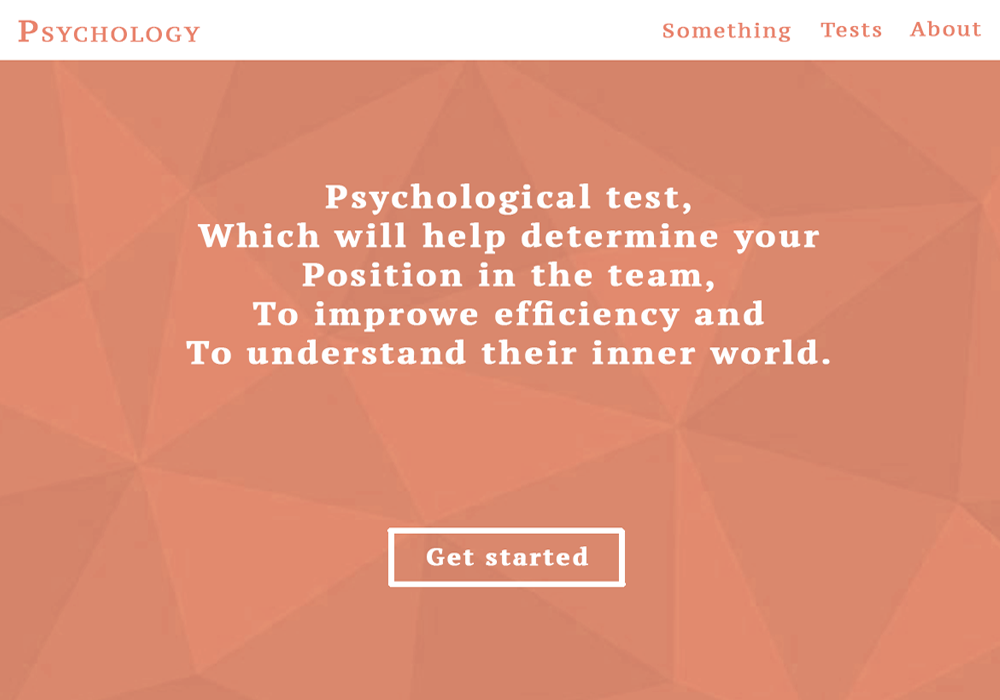 Psychology
Something Tests About
Psychological test,
Which will help determine your
Position in the team,
To improwe efficiency and
To understand their inner world.
Get started